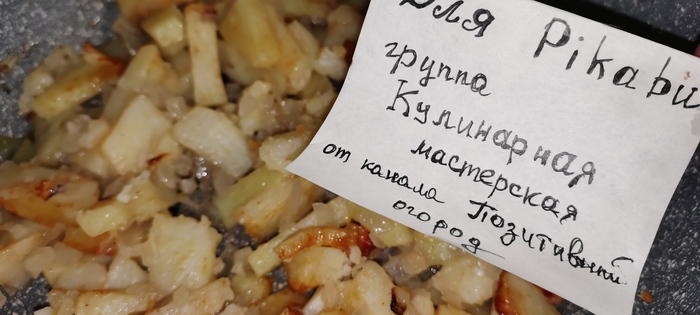 Для Pikabu
группа
Кулинарная
мастерская
от канала Позитивный
огород